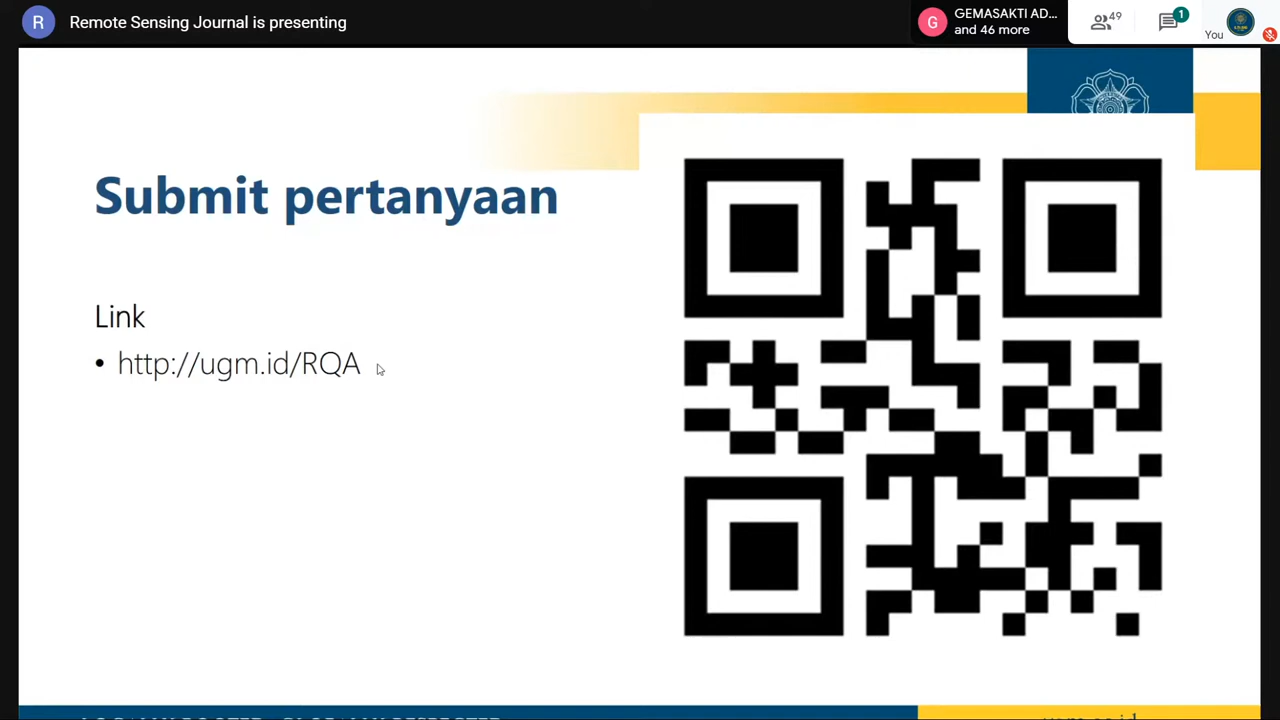 R
Remote Sensing Journal is presenting
G
GEMASAKTI AD...
and 46 more
49
1
You
Submit pertanyaan
Link
• http://ugm.id/RQA